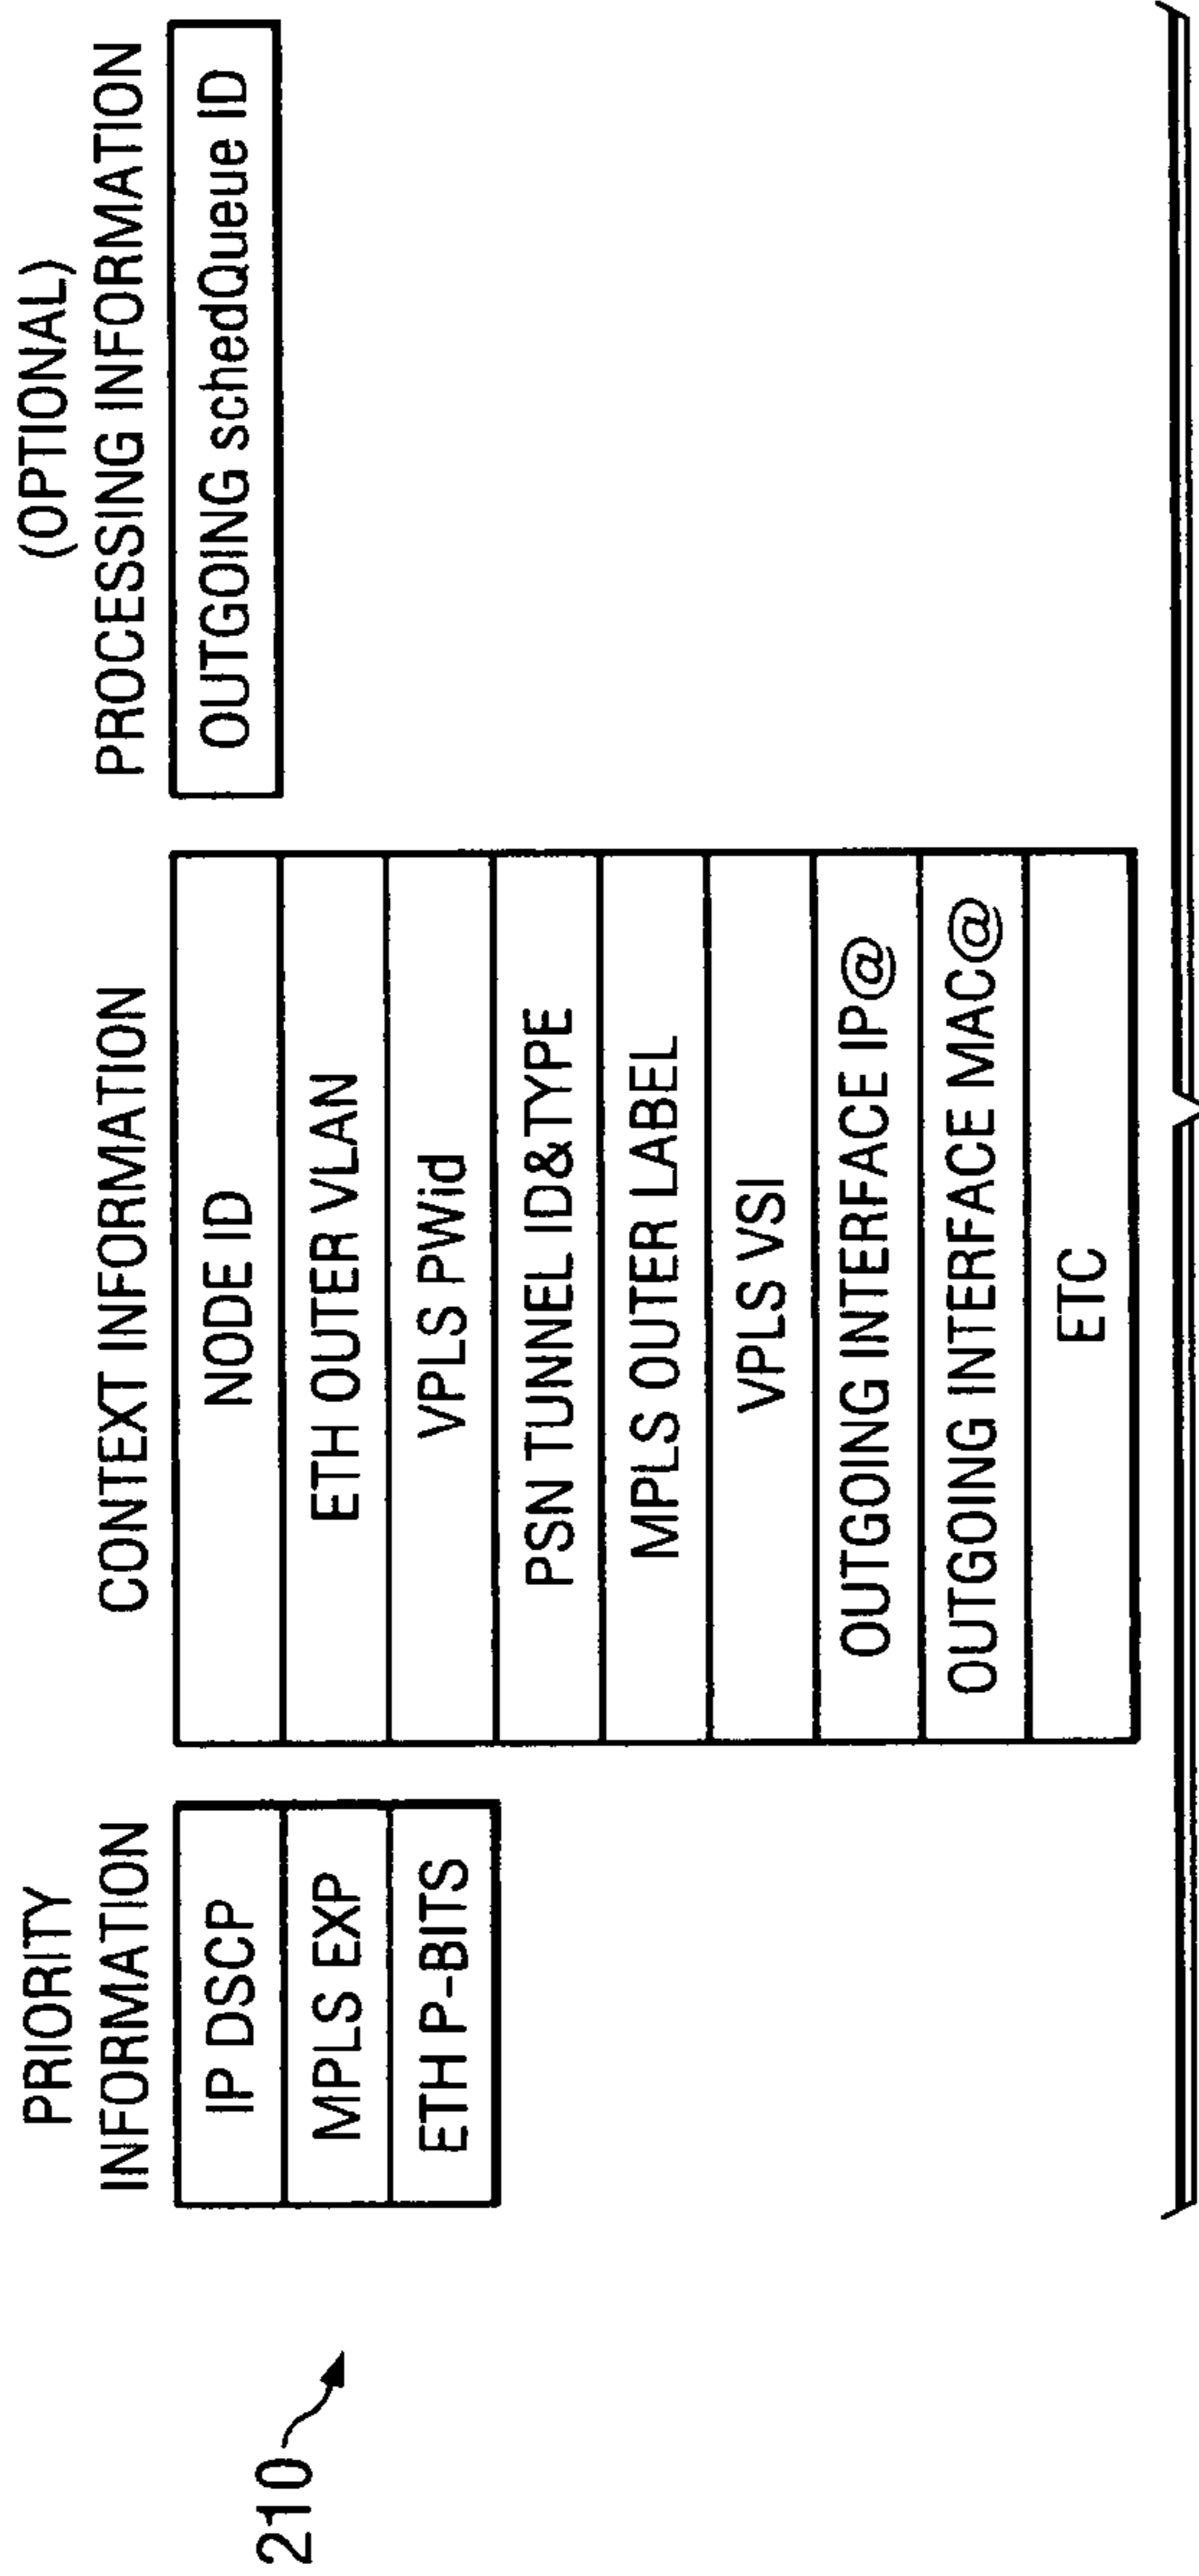 210
PRIORITY
INFORMATION
IP DSCP
MPLS EXP
ETH P-BITS
CONTEXT INFORMATION
NODE ID
ETH OUTER VLAN
VPLS PWid
PSN TUNNEL ID&TYPE
MPLS OUTER LABEL
VPLS VSI
OUTGOING INTERFACE IP@
OUTGOING INTERFACE MAC@
ETC
(OPTIONAL)
PROCESSING INFORMATION
OUTGOING schedQueue ID